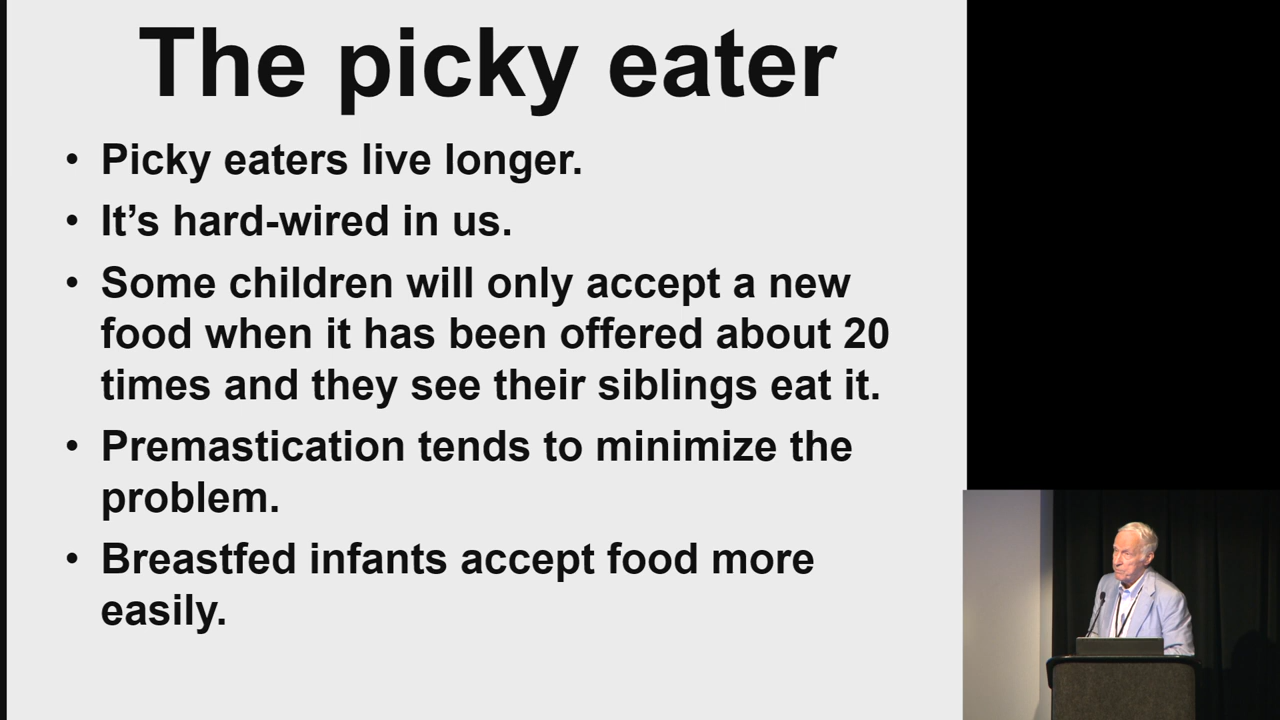 The picky eater
• Picky eaters live longer.
• It's hard-wired in us.
• Some children will only accept a new
food when it has been offered about 20
times and they see their siblings eat it.
• Premastication tends to minimize the
problem.
• Breastfed infants accept food more
easily.